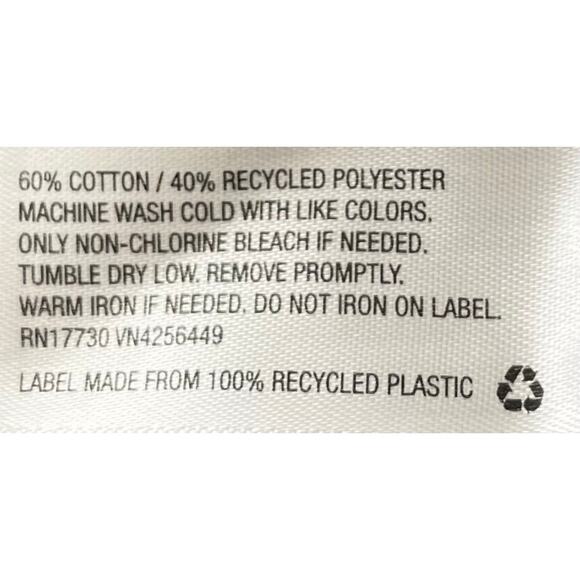 60% COTTON / 40% RECYCLED POLYESTER
MACHINE WASH COLD WITH LIKE COLORS,
ONLY NON-CHLORINE BLEACH IF NEEDED.
TUMBLE DRY LOW. REMOVE PROMPTLY.
WARM IRON IF NEEDED. DO NOT IRON ON LABEL.
RN17730 VN4256449
LABEL MADE FROM 100% RECYCLED PLASTIC